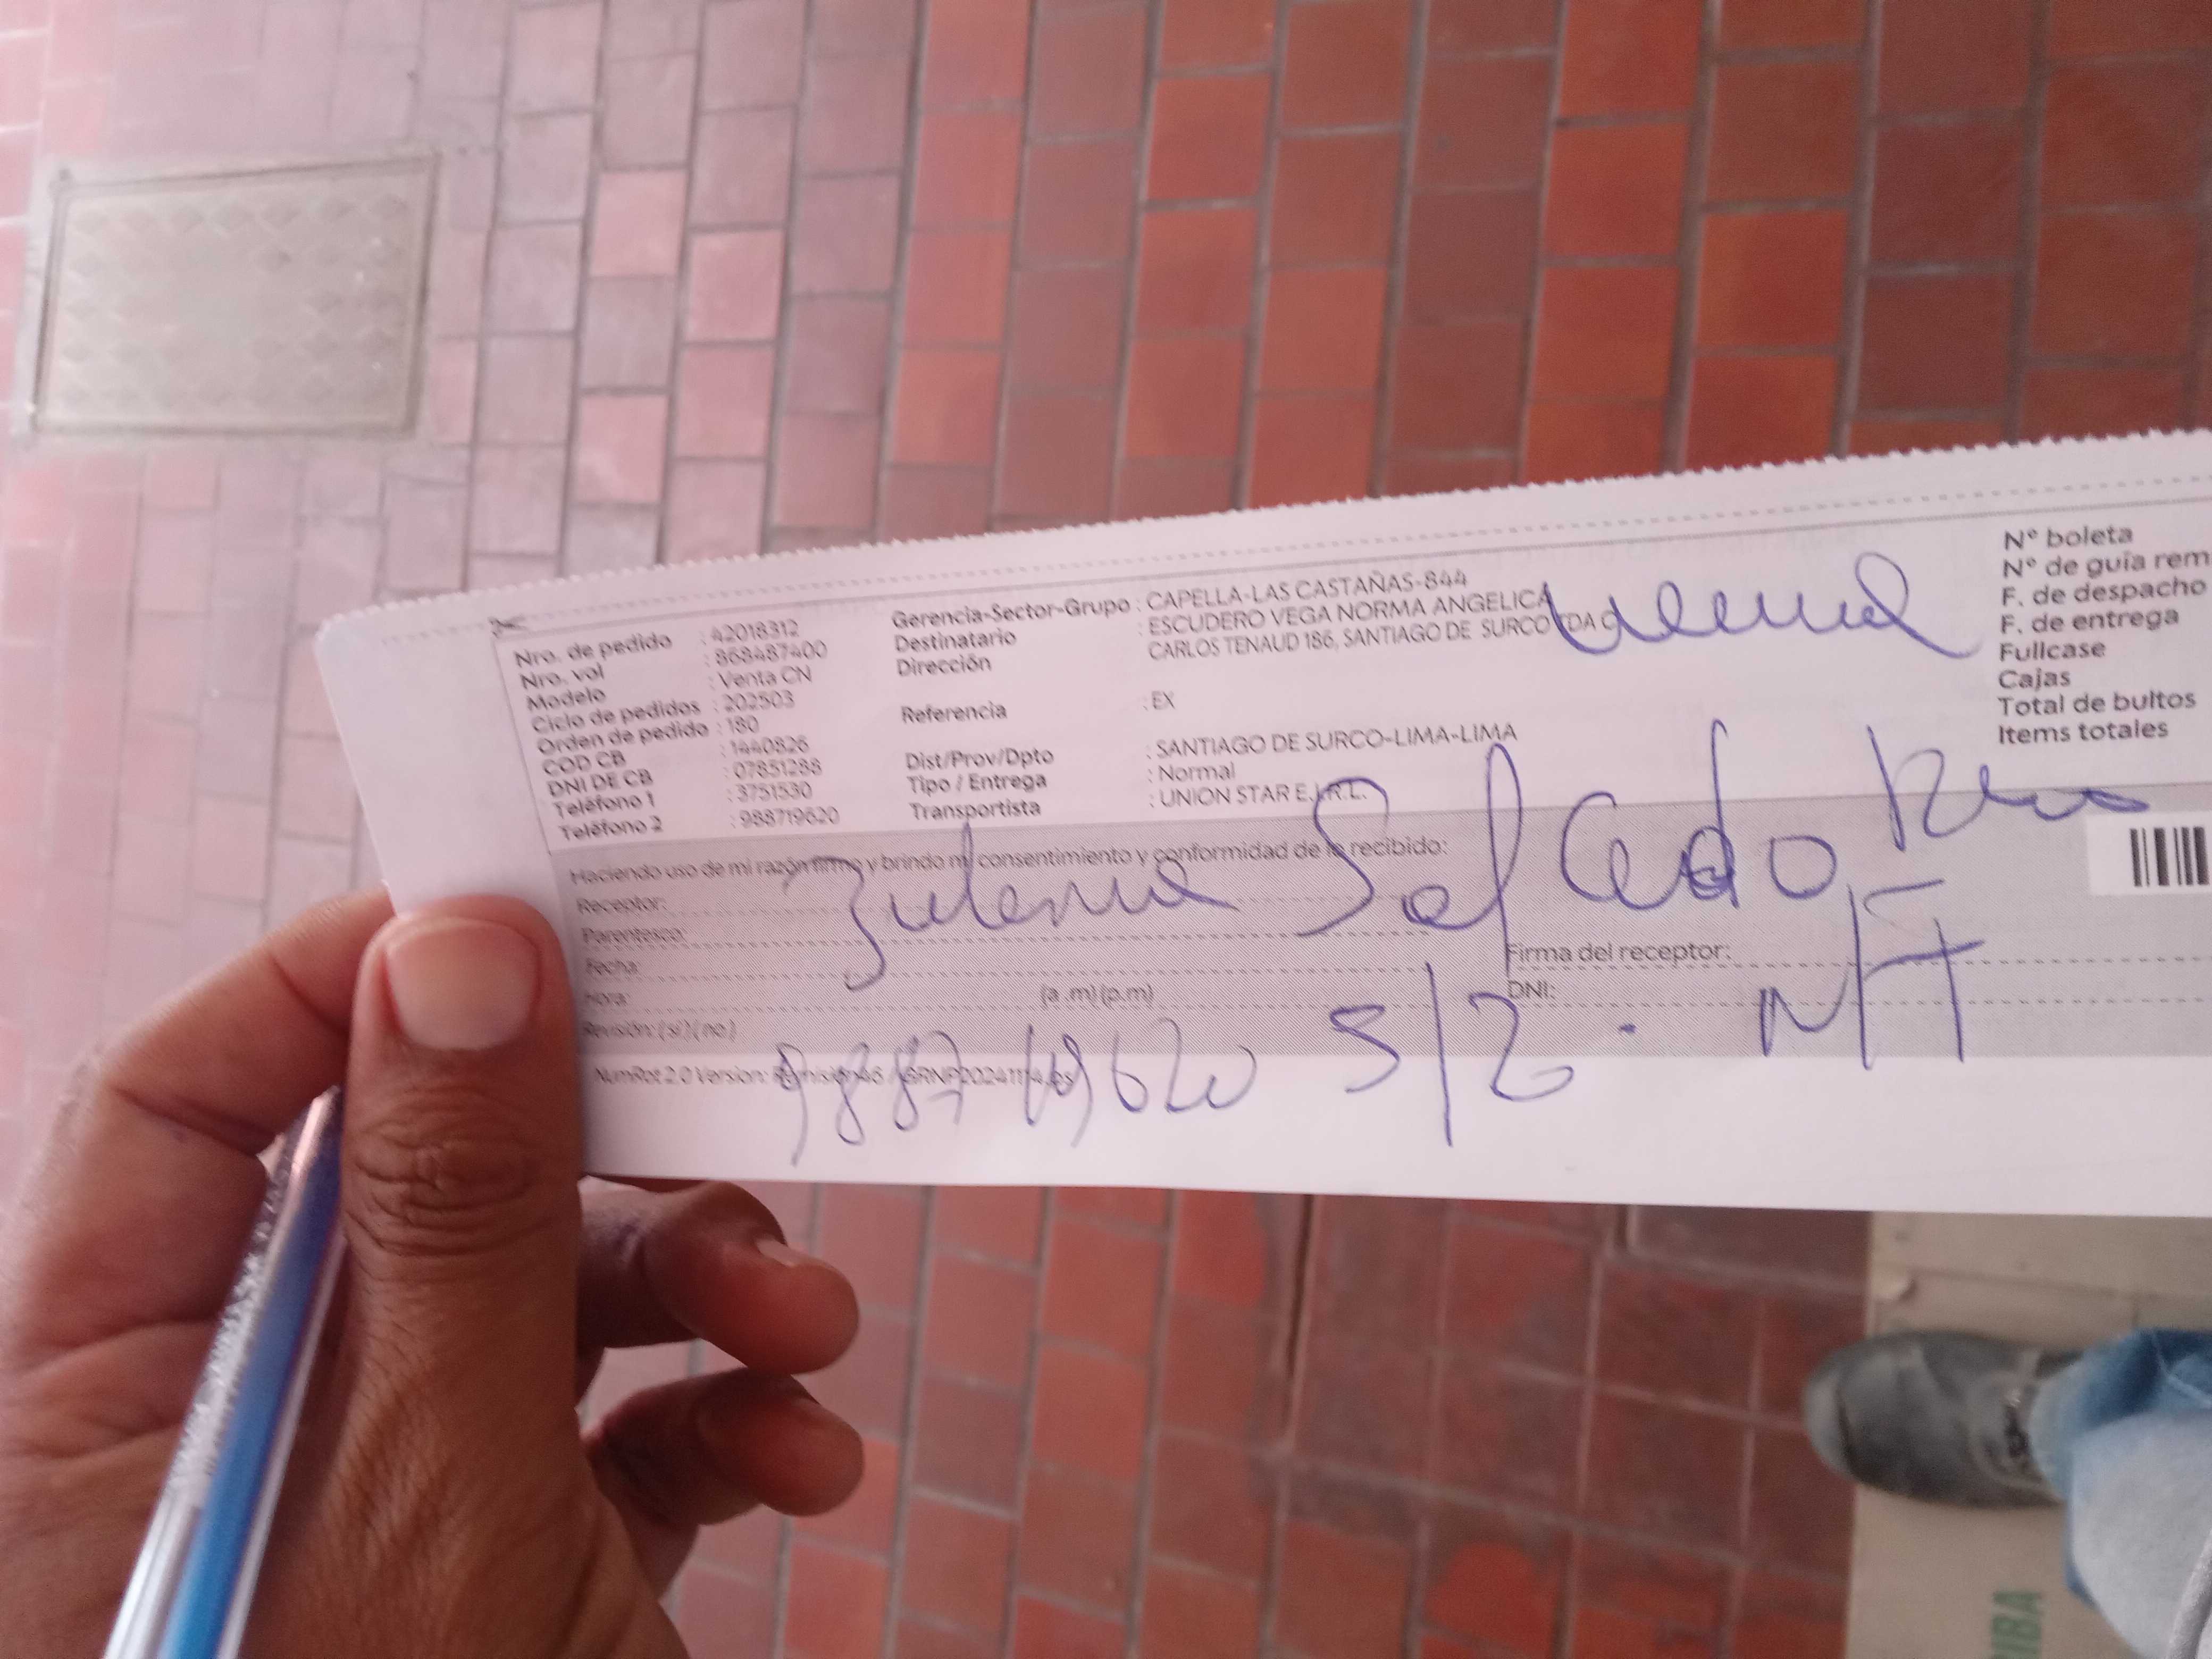 Nro. de pedido : 42018312
Nro. vol : 868487400
Modelo : Venta CN
Ciclo de pedidos : 202503
Orden de pedido : 180
COD CB : 1440826
DNI DE CB : 07851288
Teléfono 1 : 3751530
Teléfono 2 : 988719620
Gerencia-Sector-Grupo : CAPELLA-LAS CASTAÑAS-844
Destinatario : ESCUDERO VEGA NORMA ANGELICA
Dirección CARLOS TENAUD 186, SANTIAGO DE SURCO
Referencia : EX
Dist/Prov/Dpto : SANTIAGO DE SURCO-LIMA-LIMA
Tipo / Entrega : Normal
Transportista : UNION STAR E.I.R.L.
N° boleta
N° de guía rem
F. de despacho
F. de entrega
Fullcase
Cajas
Total de bultos
Items totales
Haciendo uso de mi razón firmo y brindo mi consentimiento y conformidad de lo recibido:
Receptor: Zulema Salcedo
Parentesco:
Fecha:
Firma del receptor:
Hora: (a .m) (p.m)
DNI:
Revisión: ( sí ) ( no )
NumRot 2.0 Version:
988719620 S/2.